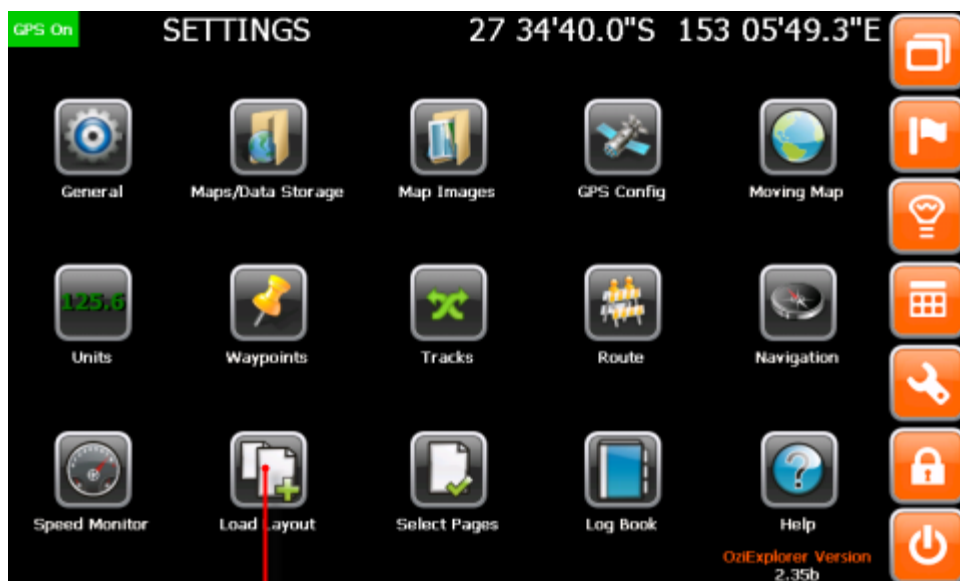 GPS On SETTINGS 27 34'40.0"S 153 05'49.3"E
General Maps/Data Storage Map Images GPS Config Moving Map
125.6
Units Waypoints Tracks Route Navigation
Speed Monitor Load Layout Select Pages Log Book Help
OziExplorer Version
2.35b